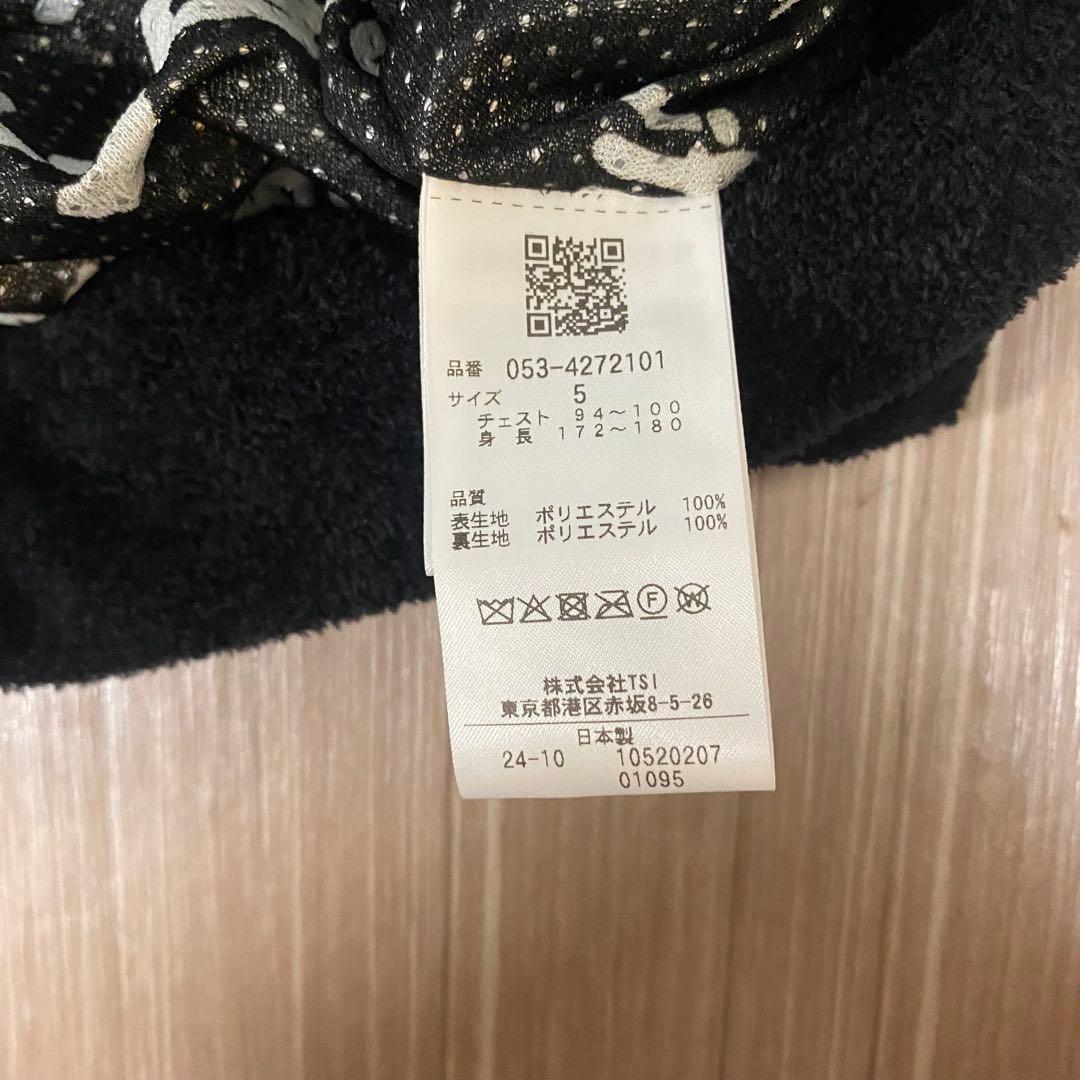 品番 053-4272101
サイズ 5
チェスト 94～100
身長 172～180
品質
表生地 ポリエステル 100%
裏生地 ポリエステル 100%
F W
株式会社TSI
東京都港区赤坂8-5-26
日本製
24-10 10520207
01095